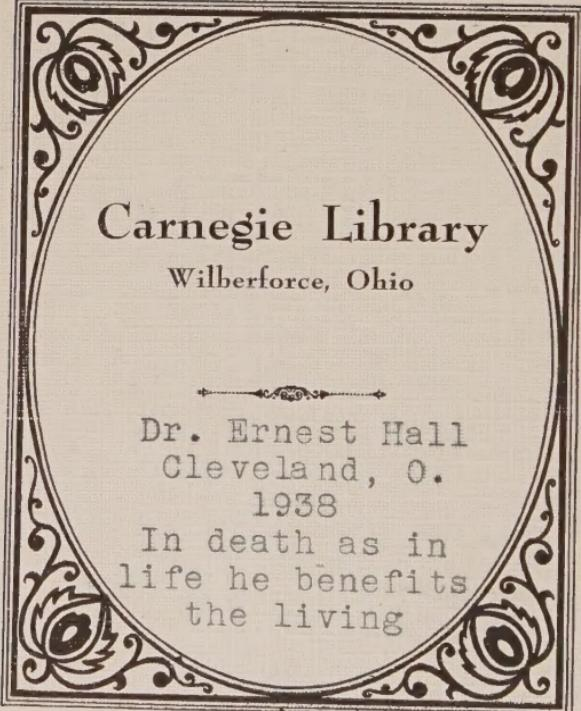 Carnegie Library
Wilberforce, Ohio
Dr. Ernest Hall
Cleveland, O.
1938
In death as in
life he benefits
the living